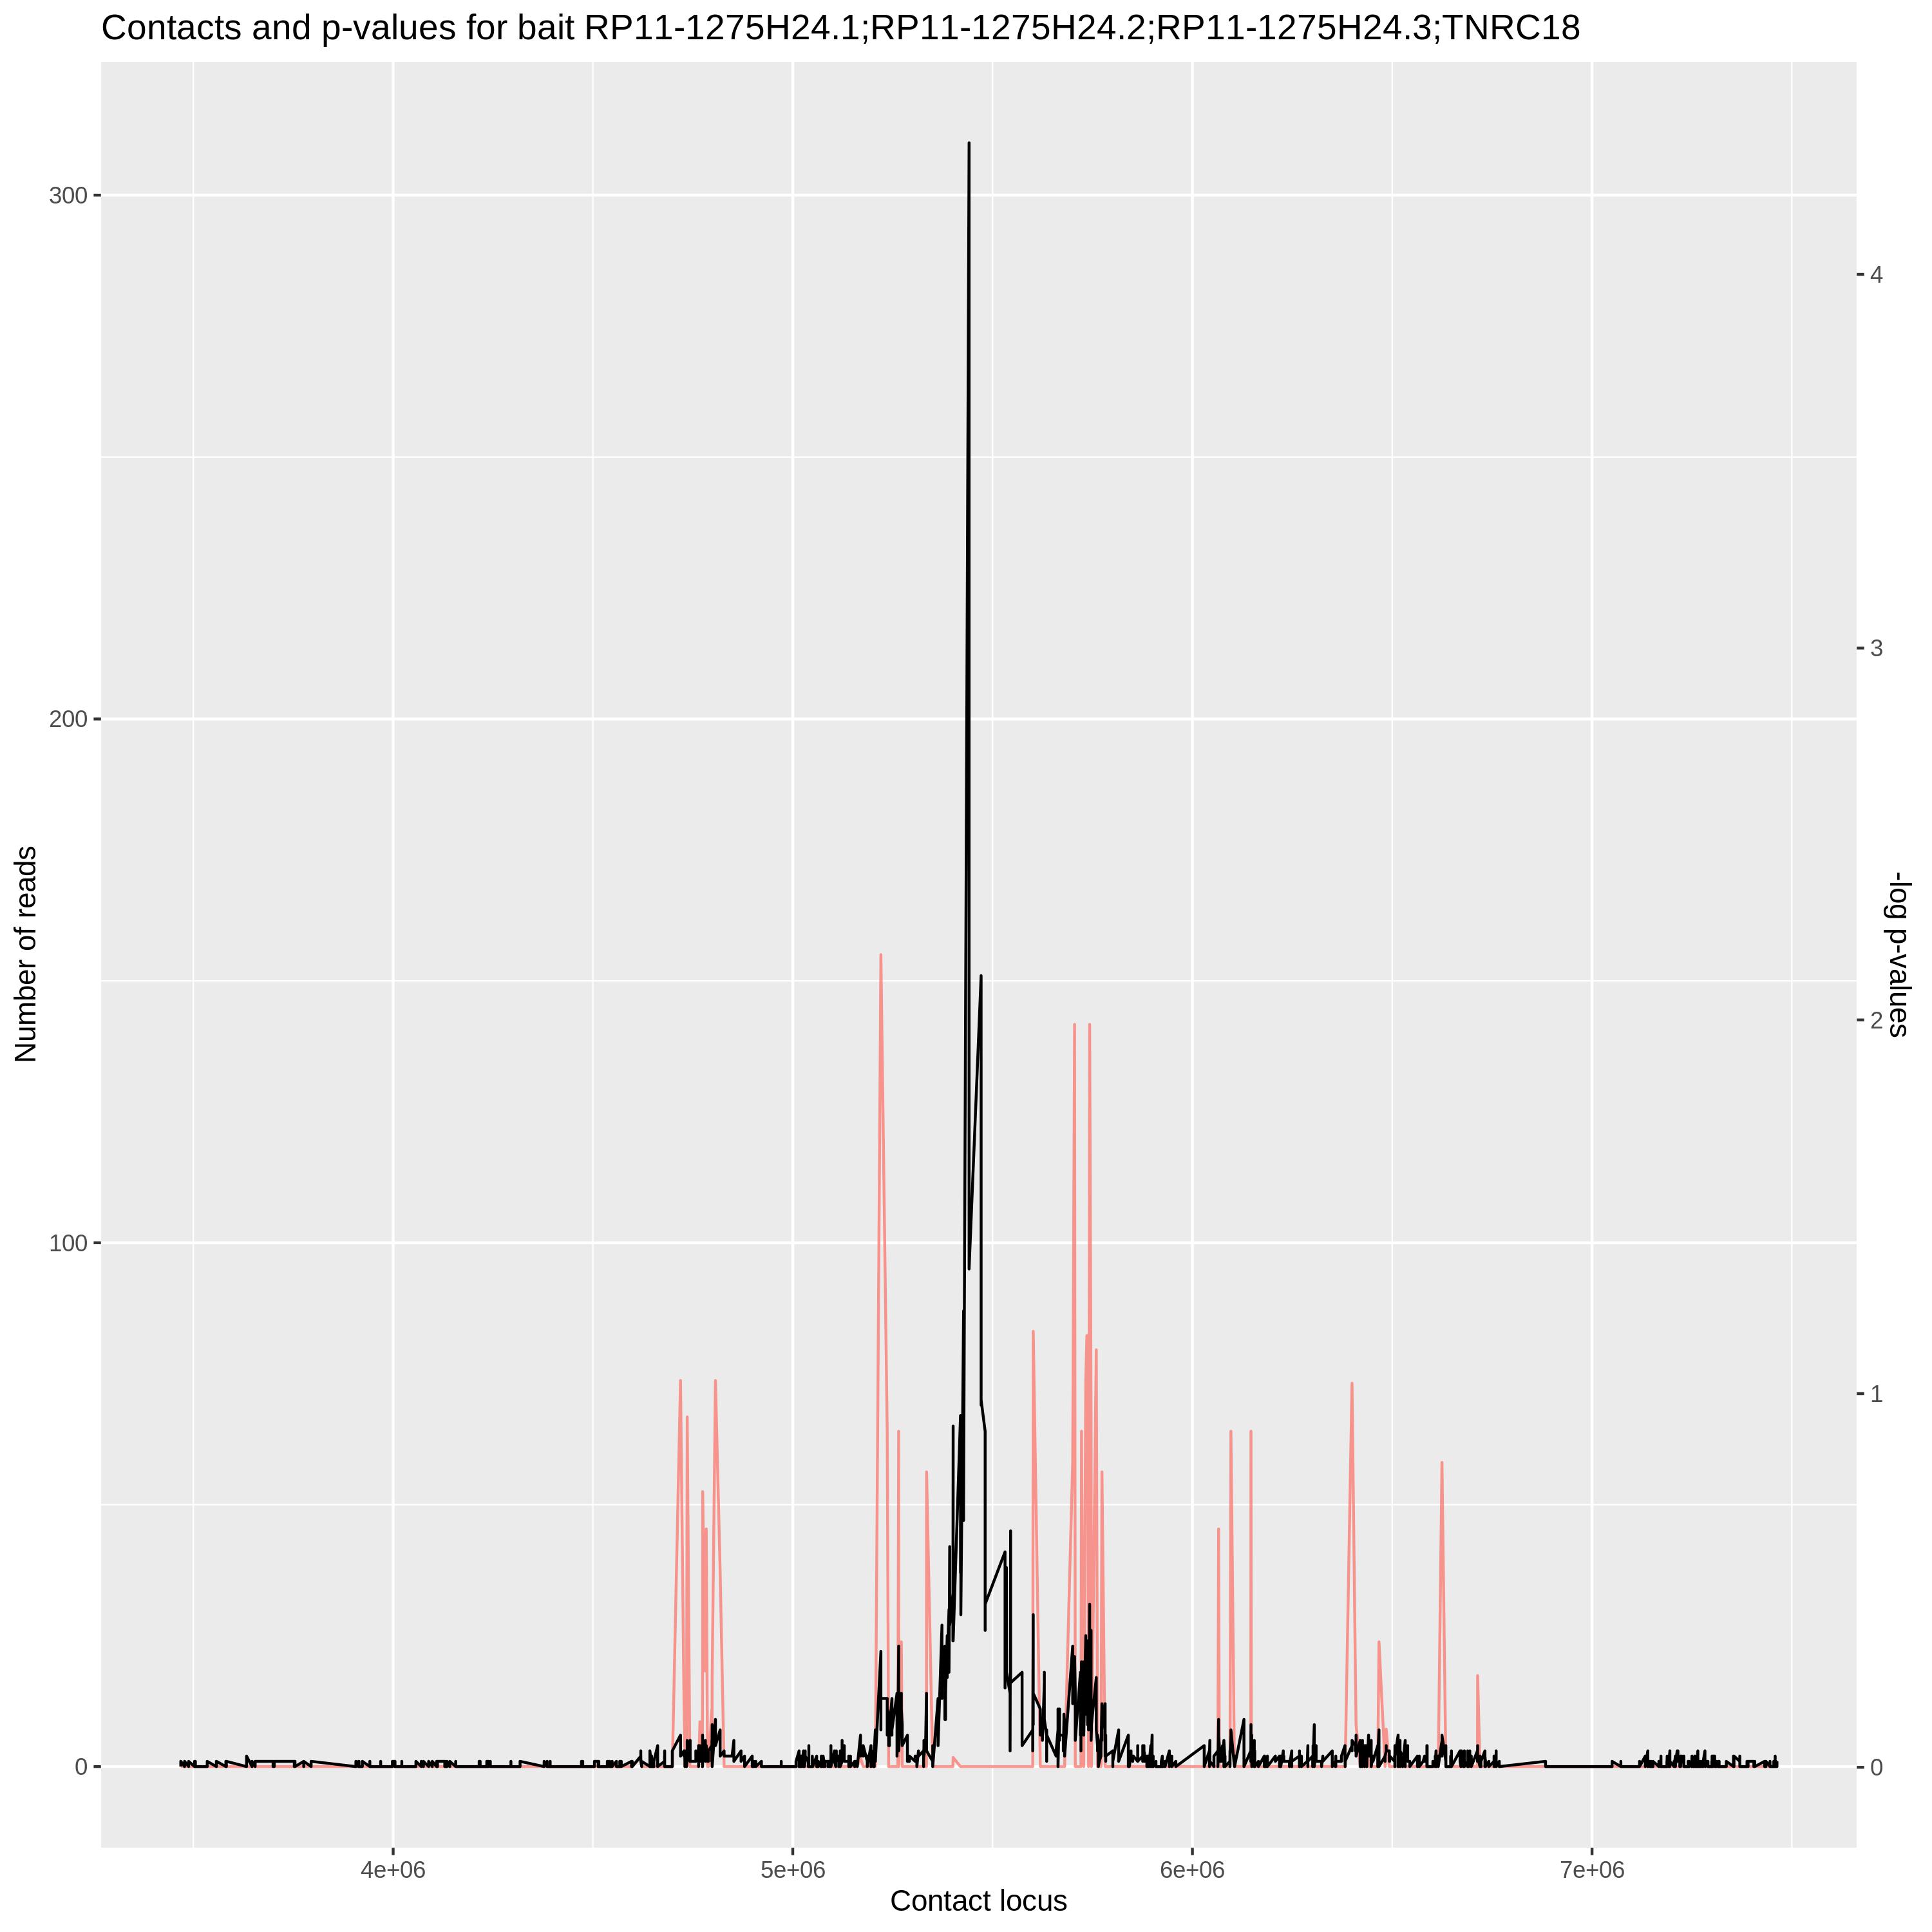 Contacts and p-values for bait RP11-1275H24.1;RP11-1275H24.2;RP11-1275H24.3;TNRC18
300
200
100
0
Number of reads
4
3
2
1
0
-log p-values
4e+06 5e+06 6e+06 7e+06
Contact locus